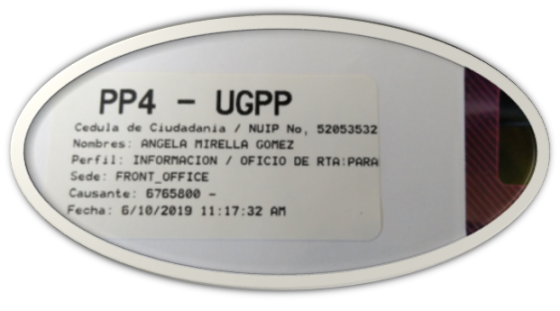 PP4 - UGPP
Cedula de Ciudadania / NUIP No, 52053532
Nombres: ANGELA MIRELLA GOMEZ
Perfil: INFORMACION / OFICIO DE RTA:PARA
Sede: FRONT_OFFICE
Causante: 6765800 -
Fecha: 6/10/2019 11:17:32 AM